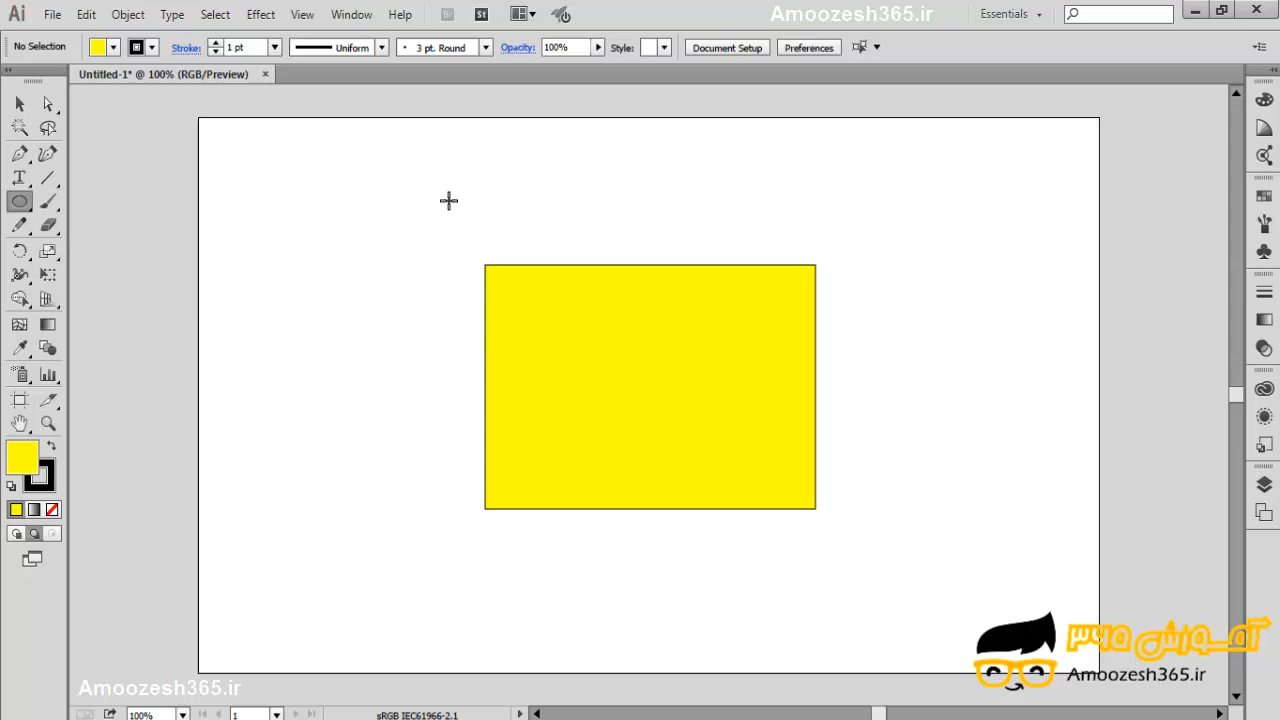 Ai File Edit Object Type Select Effect View Window Help Br St Amoozesh365.ir Essentials
No Selection Stroke: 1 pt Uniform 3 pt. Round Opacity: 100% Style: Document Setup Preferences
Untitled-1* @ 100% (RGB/Preview) ×
آموزش ۳۶۵
Amoozesh365.ir
Amoozesh365.ir
100% 1 sRGB IEC61966-2.1